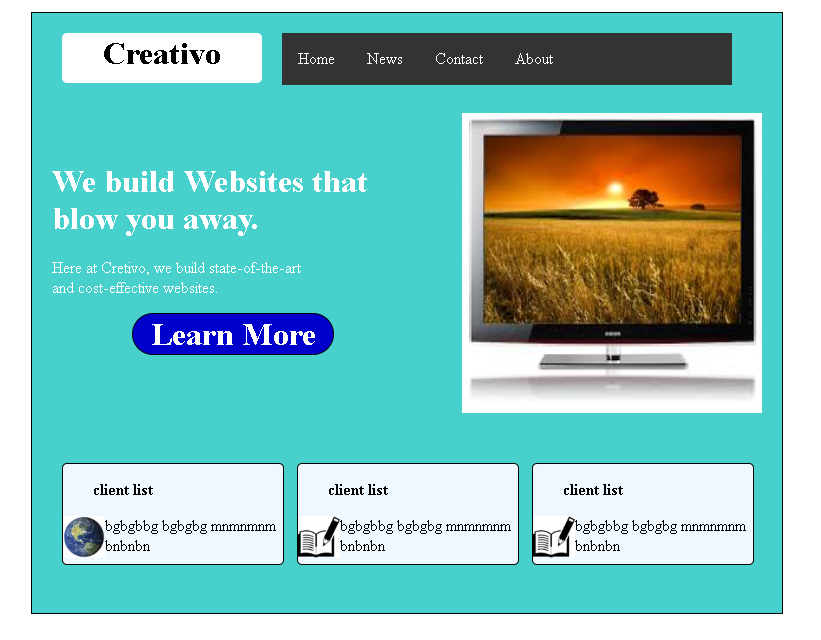 Creativo
Home News Contact About
We build Websites that
blow you away.
Here at Cretivo, we build state-of-the-art
and cost-effective websites.
Learn More
client list
bgbgbbg bgbgbg mnmnmnm
bnbnbn
client list
bgbgbbg bgbgbg mnmnmnm
bnbnbn
client list
bgbgbbg bgbgbg mnmnmnm
bnbnbn